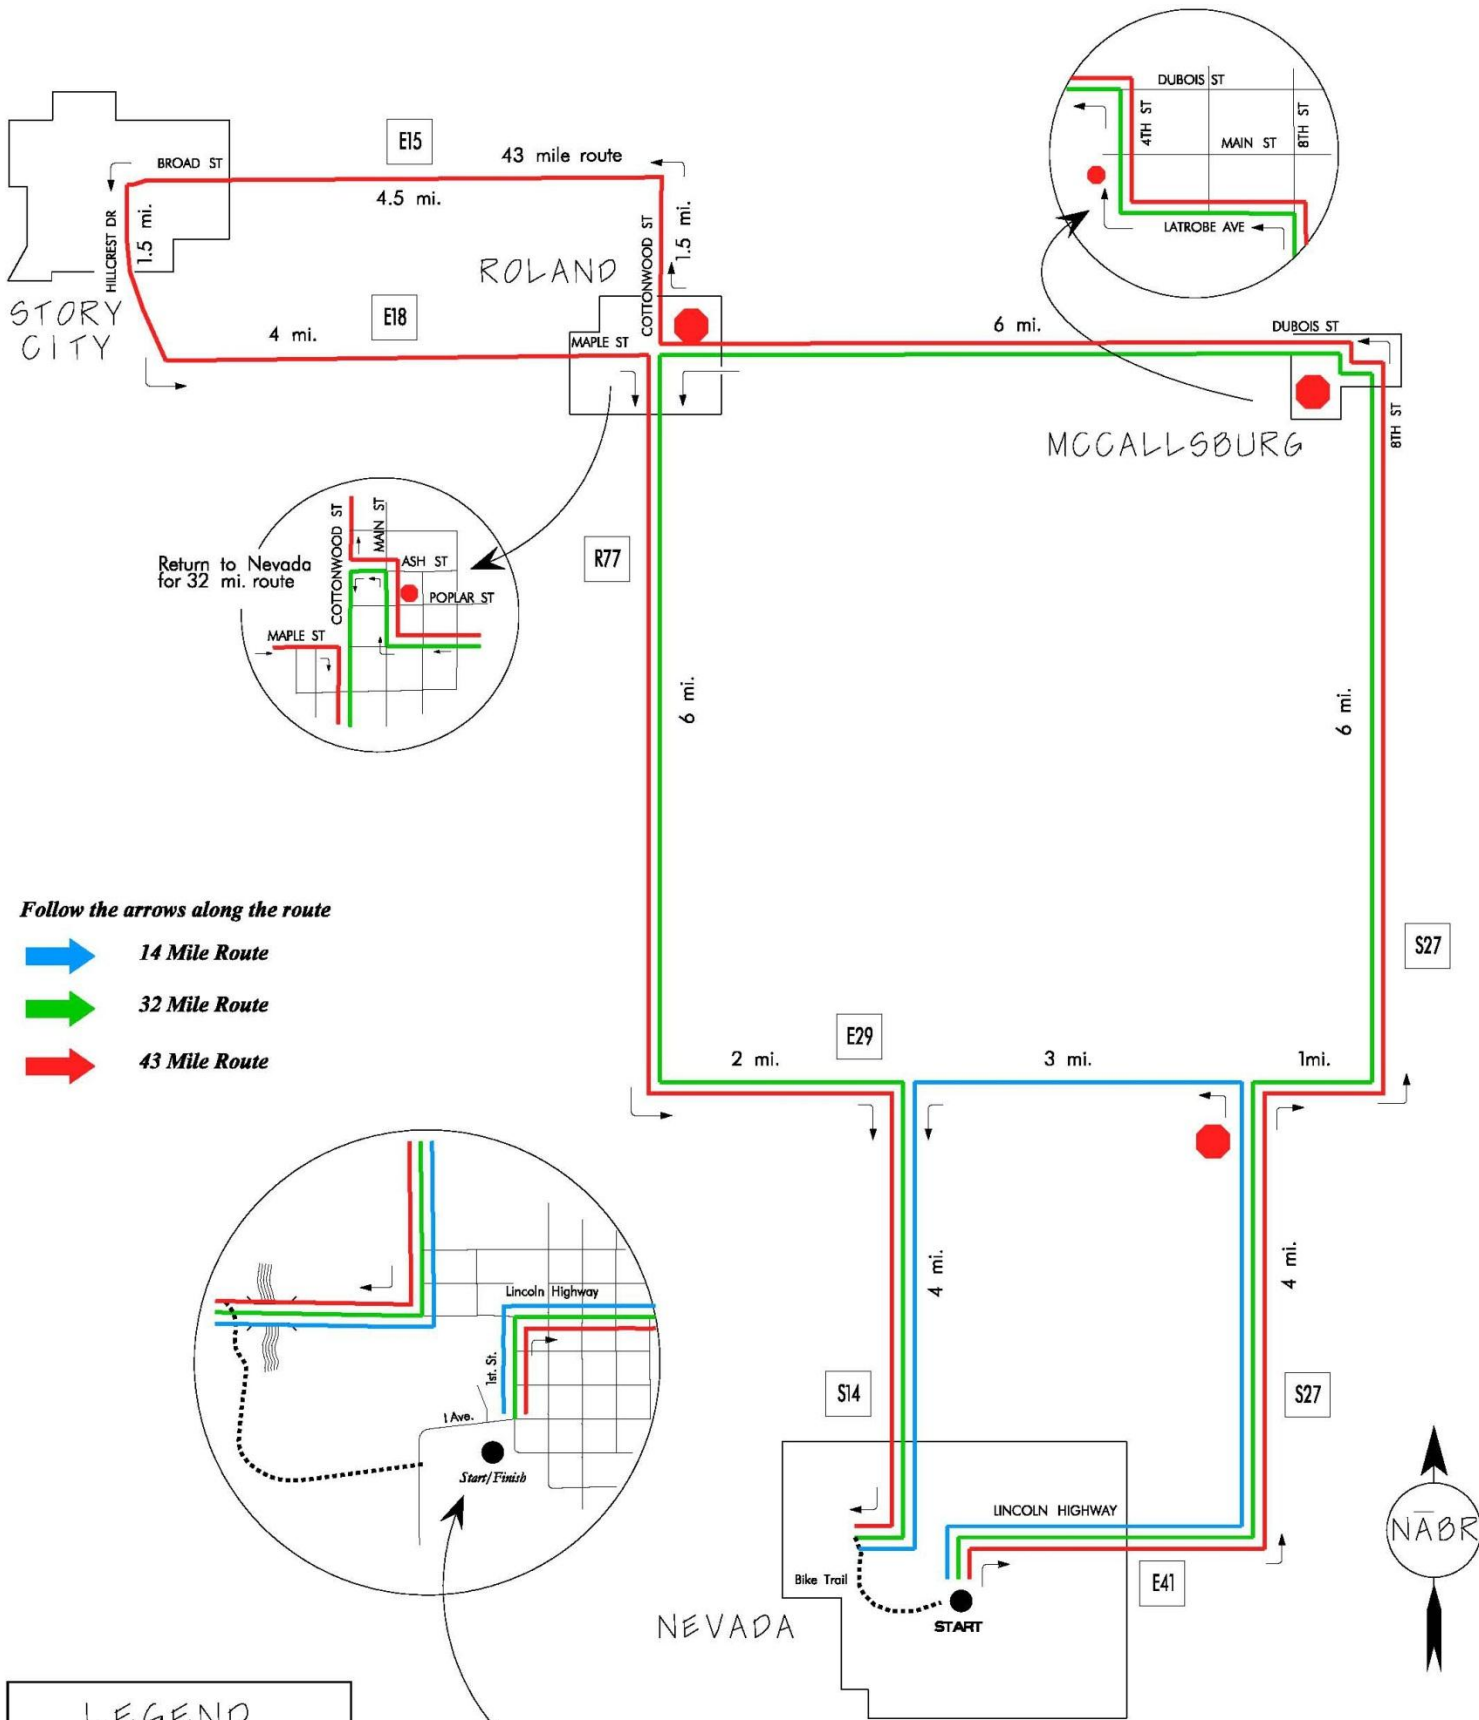 DUBOIS ST
4TH ST
8TH ST
MAIN ST
LATROBE AVE
E15
43 mile route
BROAD ST
4.5 mi.
HILLCREST DR
1.5 mi.
COTTONWOOD ST
1.5 mi.
ROLAND
STORY
CITY
E18
4 mi.
MAPLE ST
6 mi.
DUBOIS ST
MCCALLSBURG
8TH ST
Return to Nevada
for 32 mi. route
COTTONWOOD ST
MAIN ST
ASH ST
POPLAR ST
MAPLE ST
R77
6 mi.
6 mi.
Follow the arrows along the route
14 Mile Route
32 Mile Route
43 Mile Route
S27
E29
2 mi.
3 mi.
1mi.
4 mi.
4 mi.
Lincoln Highway
1st. St.
I Ave.
Start/Finish
S14
S27
LINCOLN HIGHWAY
Bike Trail
E41
START
NEVADA
NABR
LEGEND